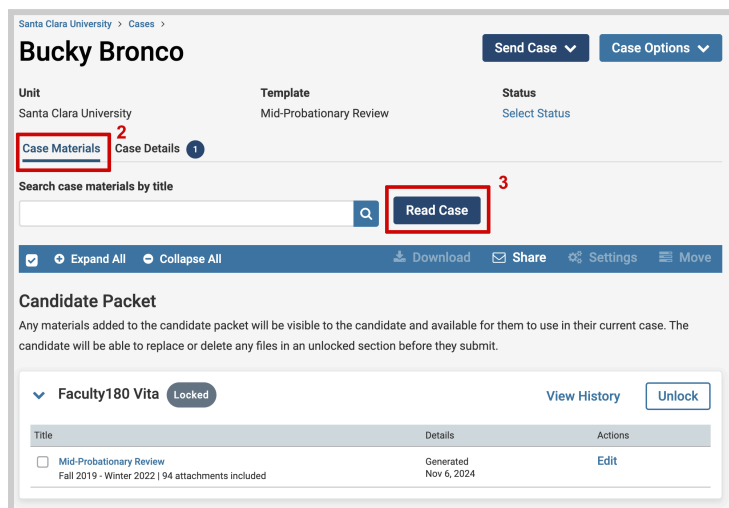 Santa Clara University > Cases >
Bucky Bronco
Send Case
Case Options
Unit
Template
Status
Santa Clara University
Mid-Probationary Review
Select Status
2
Case Materials
Case Details 1
Search case materials by title
3
Read Case
Expand All
Collapse All
Download
Share
Settings
Move
Candidate Packet
Any materials added to the candidate packet will be visible to the candidate and available for them to use in their current case. The
candidate will be able to replace or delete any files in an unlocked section before they submit.
Faculty180 Vita
Locked
View History
Unlock
Title
Details
Actions
Mid-Probationary Review
Generated
Edit
Fall 2019 - Winter 2022 | 94 attachments included
Nov 6, 2024